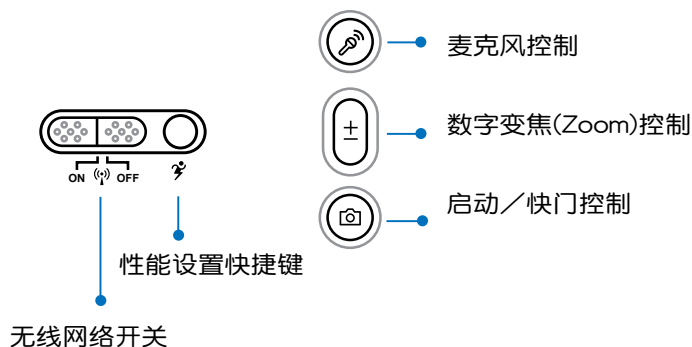 麦克风控制
数字变焦(Zoom)控制
ON OFF
启动／快门控制
性能设置快捷键
无线网络开关